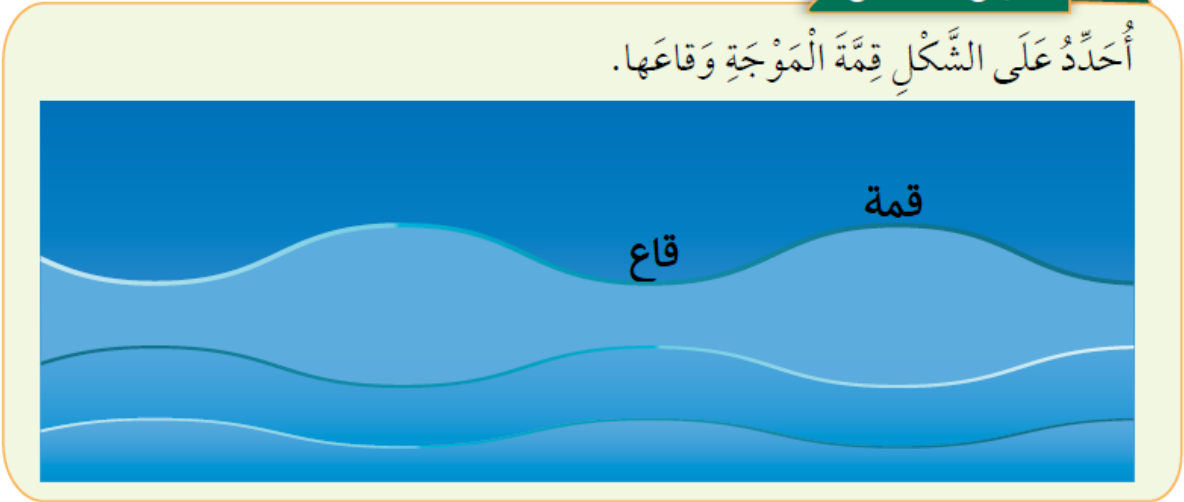 أُحَدِّدُ عَلَى الشَّكْلِ قِمَّةَ الْمَوْجَةِ وَقاعَها.
قمة
قاع